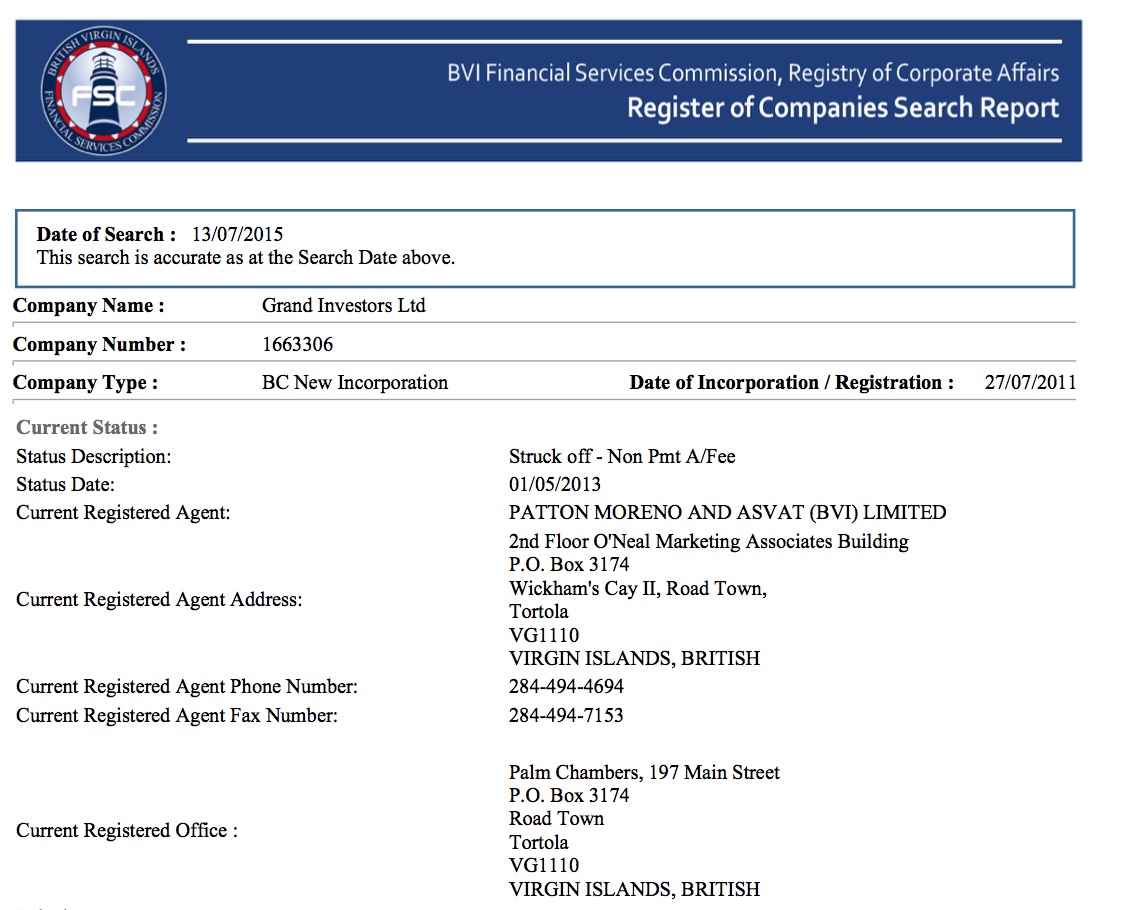 BRITISH VIRGIN ISLANDS
FSC
FINANCIAL SERVICES COMMISSION
BVI Financial Services Commission, Registry of Corporate Affairs
Register of Companies Search Report
Date of Search : 13/07/2015
This search is accurate as at the Search Date above.
Company Name : Grand Investors Ltd
Company Number : 1663306
Company Type : BC New Incorporation Date of Incorporation / Registration : 27/07/2011
Current Status :
Status Description: Struck off - Non Pmt A/Fee
Status Date: 01/05/2013
Current Registered Agent: PATTON MORENO AND ASVAT (BVI) LIMITED
2nd Floor O'Neal Marketing Associates Building
P.O. Box 3174
Wickham's Cay II, Road Town,
Current Registered Agent Address:
Tortola
VG1110
VIRGIN ISLANDS, BRITISH
Current Registered Agent Phone Number: 284-494-4694
Current Registered Agent Fax Number: 284-494-7153
Palm Chambers, 197 Main Street
P.O. Box 3174
Road Town
Current Registered Office :
Tortola
VG1110
VIRGIN ISLANDS, BRITISH